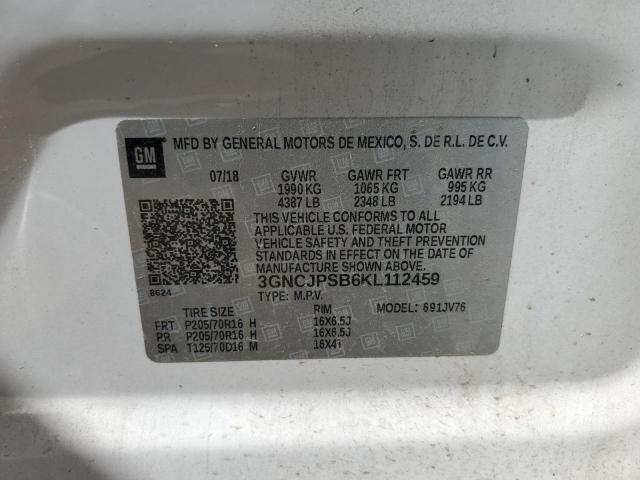 GM
MFD BY GENERAL MOTORS DE MEXICO, S. DE R.L. DE C.V.
07/18 GVWR GAWR FRT GAWR RR
1990 KG 1065 KG 995 KG
4387 LB 2348 LB 2194 LB
THIS VEHICLE CONFORMS TO ALL
APPLICABLE U.S. FEDERAL MOTOR
VEHICLE SAFETY AND THEFT PREVENTION
STANDARDS IN EFFECT ON THE DATE OF
MANUFACTURE SHOWN ABOVE.
8624 3GNCJPSB6KL112459
TYPE: M.P.V.
TIRE SIZE RIM MODEL: 691JV76
FRT P205/70R16 H 16X6.5J
RR P205/70R16 H 16X6.5J
SPA T125/70D16 M 16X4T